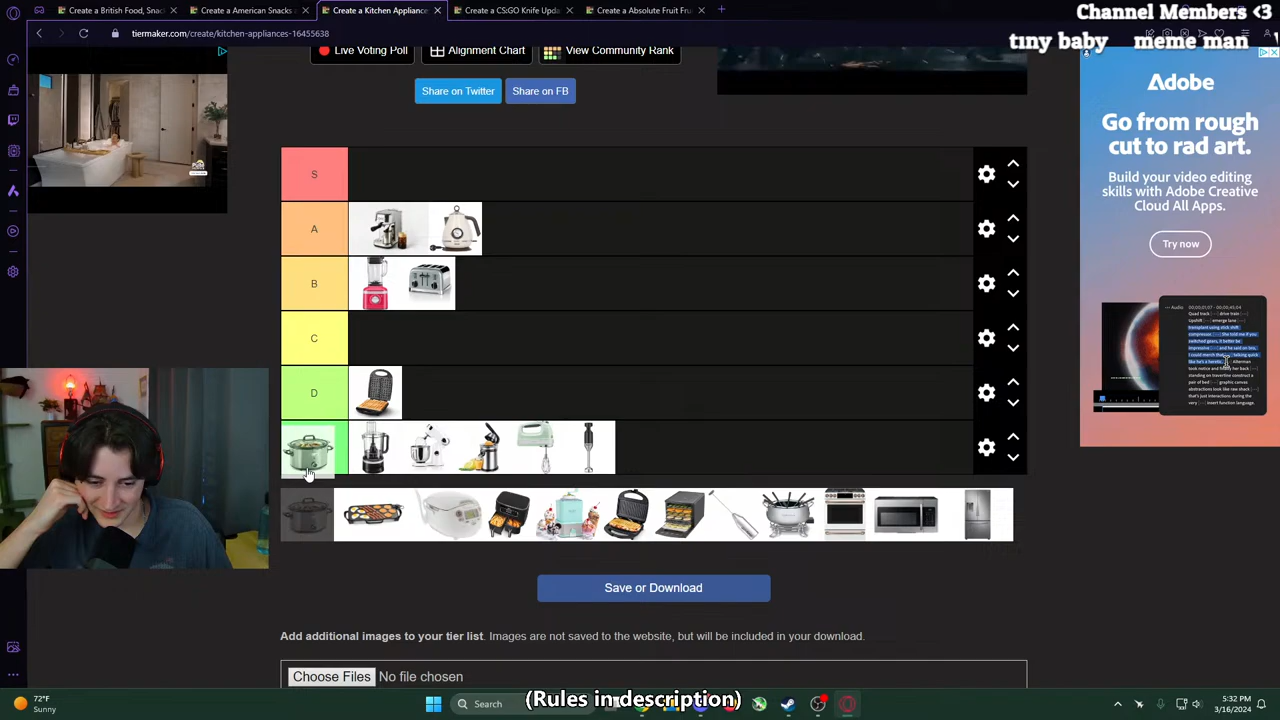 Create a British Food, Snack
Create a American Snacks a
Create a Kitchen Appliance
Create a CS:GO Knife Upda
Create a Absolute Fruit Fru
Channel Members <3
tiny baby meme man
tiermaker.com/create/kitchen-appliances-16455638
Live Voting Poll
Alignment Chart
View Community Rank
Share on Twitter
Share on FB
Adobe
Go from rough
cut to rad art.
Build your video editing
skills with Adobe Creative
Cloud All Apps.
Try now
Audio
S
A
B
C
D
Save or Download
Add additional images to your tier list. Images are not saved to the website, but will be included in your download.
Choose Files No file chosen
(Rules in description)
72°F
Sunny
Search
5:32 PM
3/16/2024